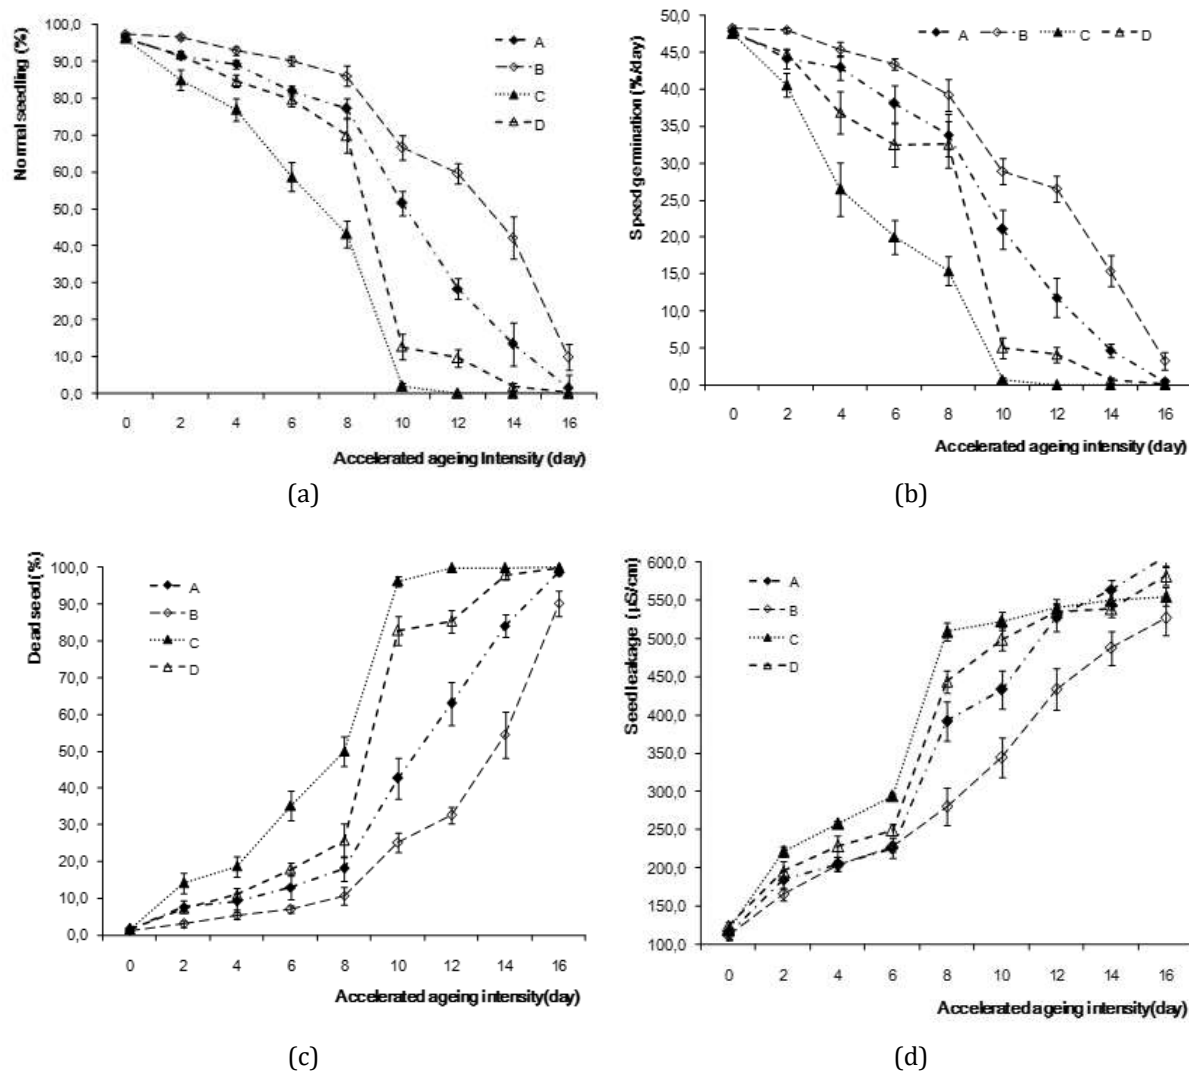 Normal seedling (%)
100,0
90,0
80,0
70,0
60,0
50,0
40,0
30,0
20,0
10,0
0,0
A
B
C
D
0 2 4 6 8 10 12 14 16
Accelerated ageing Intensity (day)
(a)
Speed germination (%/day)
50,0
45,0
40,0
35,0
30,0
25,0
20,0
15,0
10,0
5,0
0,0
A B C D
0 2 4 6 8 10 12 14 16
Accelerated ageing intensity (day)
(b)
Dead seed (%)
100,0
90,0
80,0
70,0
60,0
50,0
40,0
30,0
20,0
10,0
0,0
A
B
C
D
0 2 4 6 8 10 12 14 16
Accelerated ageing intensity(day)
(c)
Seed leakage (µS/cm)
600,0
550,0
500,0
450,0
400,0
350,0
300,0
250,0
200,0
150,0
100,0
A
B
C
D
0 2 4 6 8 10 12 14 16
Accelerated ageing intensity(day)
(d)